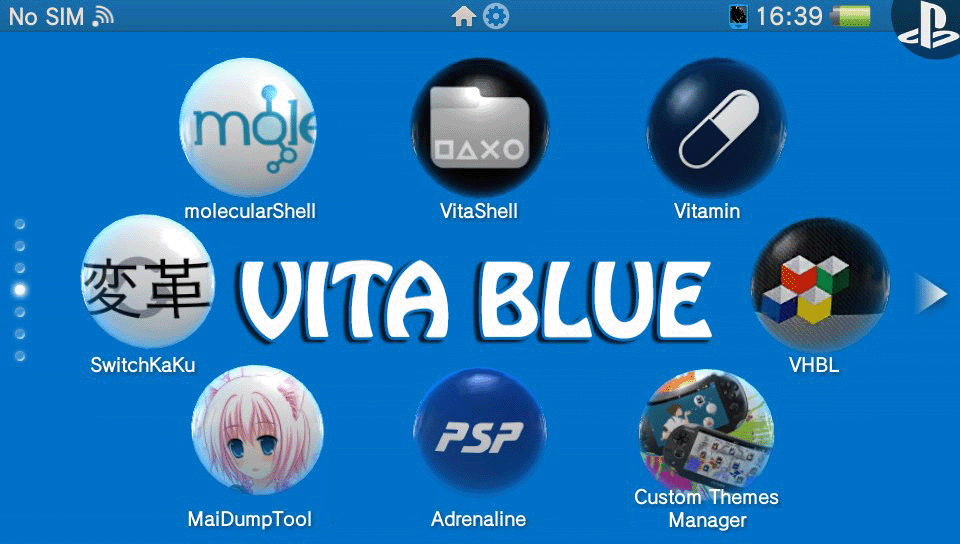 No SIM
16:39
mole
molecularShell
VitaShell
Vitamin
変革
VITA BLUE
SwitchKaKu
VHBL
PSP
MaiDumpTool
Adrenaline
Custom Themes
Manager